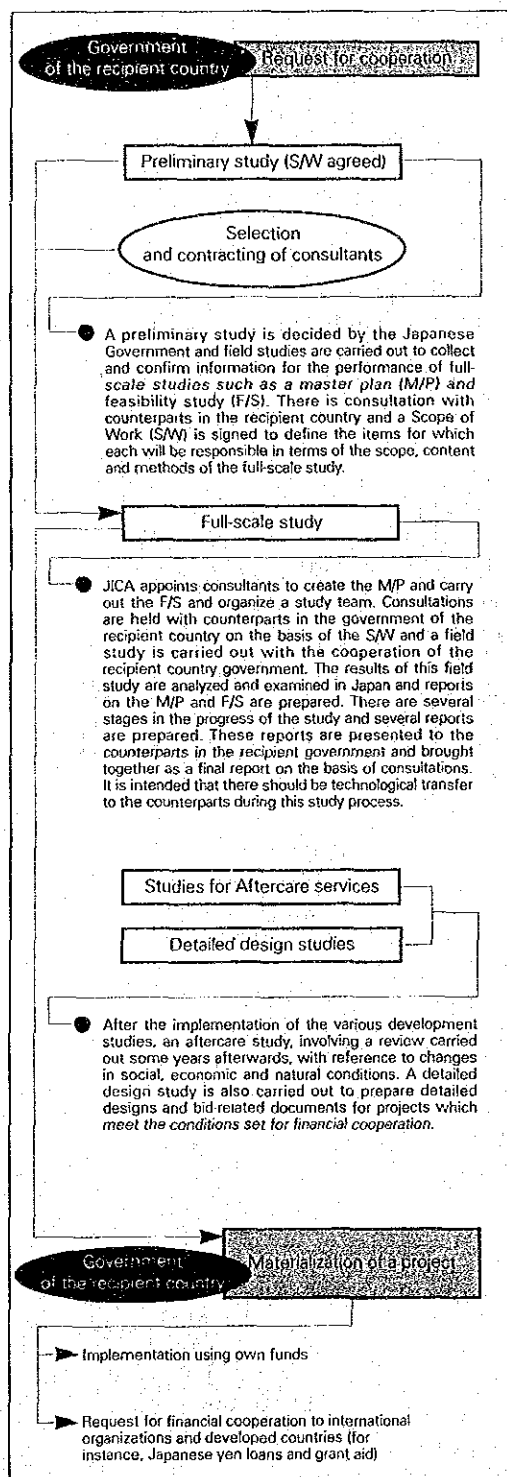 Government
of the recipient country
Request for cooperation
Preliminary study (S/W agreed)
Selection
and contracting of consultants
A preliminary study is decided by the Japanese
Government and field studies are carried out to collect
and confirm information for the performance of full-
scale studies such as a master plan (M/P) and
feasibility study (F/S). There is consultation with
counterparts in the recipient country and a Scope of
Work (S/W) is signed to define the items for which
each will be responsible in terms of the scope, content
and methods of the full-scale study.
Full-scale study
JICA appoints consultants to create the M/P and carry
out the F/S and organize a study team. Consultations
are held with counterparts in the government of the
recipient country on the basis of the S/W and a field
study is carried out with the cooperation of the
recipient country government. The results of this field
study are analyzed and examined in Japan and reports
on the M/P and F/S are prepared. There are several
stages in the progress of the study and several reports
are prepared. These reports are presented to the
counterparts in the recipient government and brought
together as a final report on the basis of consultations.
It is intended that there should be technological transfer
to the counterparts during this study process.
Studies for Aftercare services
Detailed design studies
After the implementation of the various development
studies, an aftercare study, involving a review carried
out some years afterwards, with reference to changes
in social, economic and natural conditions. A detailed
design study is also carried out to prepare detailed
designs and bid-related documents for projects which
meet the conditions set for financial cooperation.
Government
of the recipient country
Materialization of a project
Implementation using own funds
Request for financial cooperation to international
organizations and developed countries (for
instance, Japanese yen loans and grant aid)